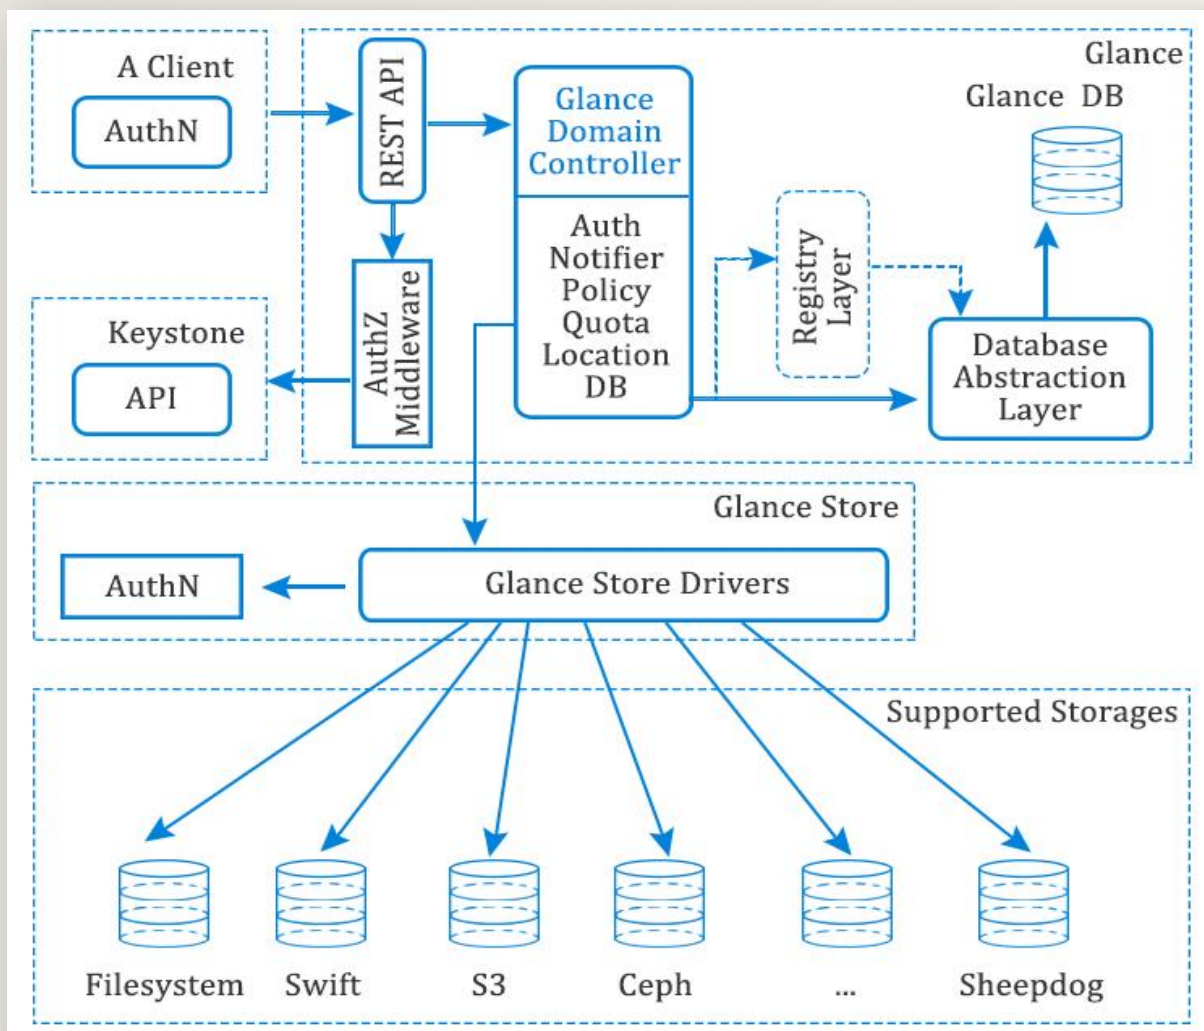 A Client
AuthN
REST API
Glance
Domain
Controller
Auth
Notifier
Policy
Quota
Location
DB
Glance
Glance DB
Registry
Layer
Database
Abstraction
Layer
AuthZ
Middleware
Keystone
API
Glance Store
AuthN
Glance Store Drivers
Supported Storages
Filesystem
Swift
S3
Ceph
...
Sheepdog